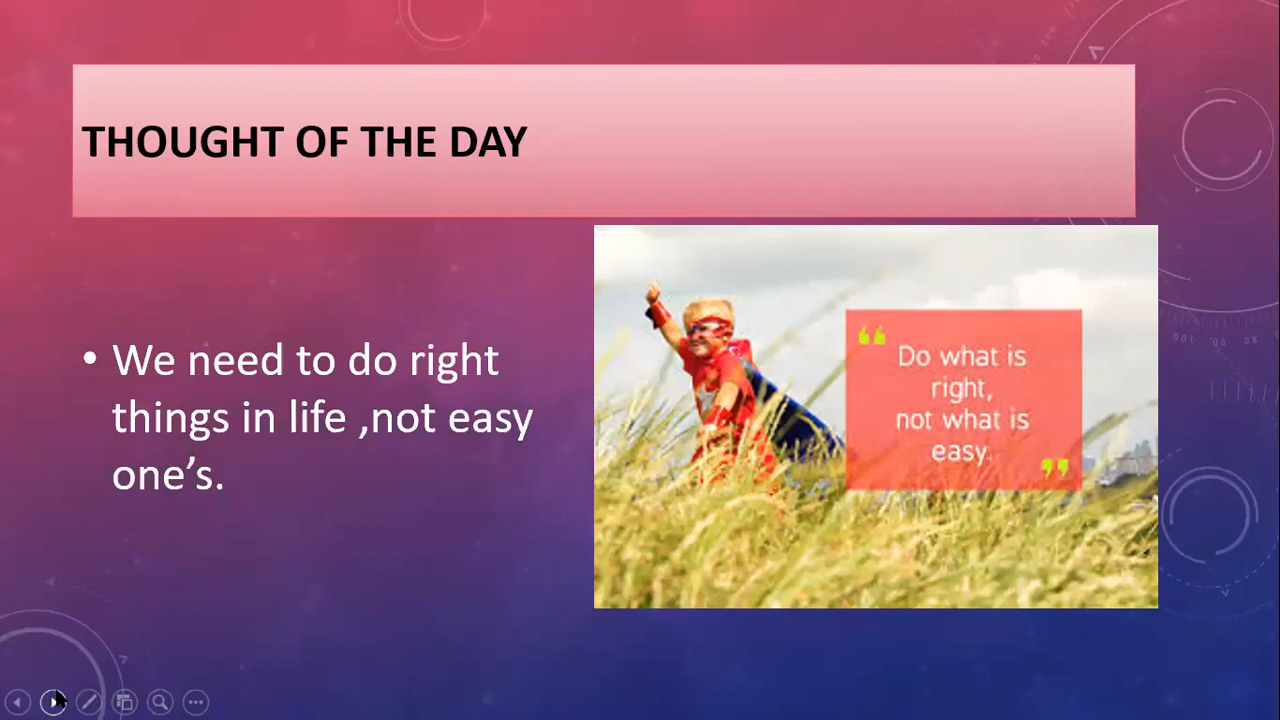 THOUGHT OF THE DAY
• We need to do right
things in life ,not easy
one’s.
❝
Do what is
right,
not what is
easy.
❞